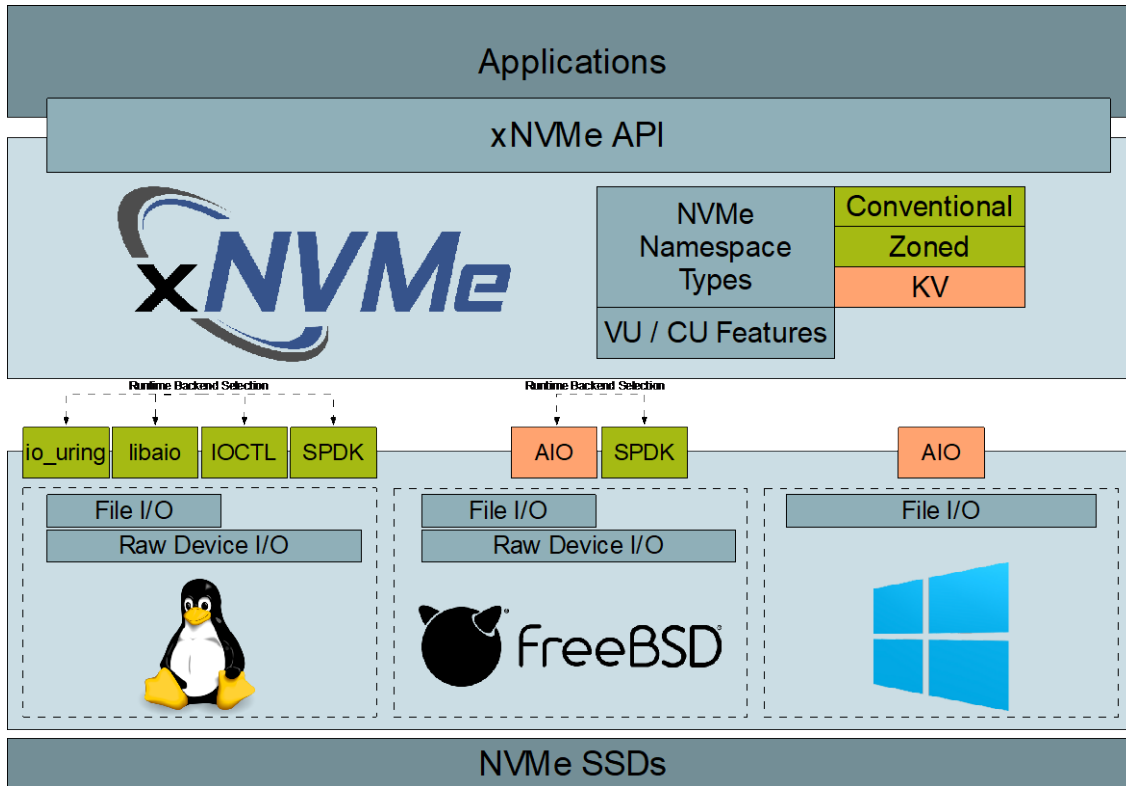 Applications
xNVMe API
xNVMe
NVMe
Namespace
Types
Conventional
Zoned
KV
VU / CU Features
Runtime Backend Selection
Runtime Backend Selection
io_uring
libaio
IOCTL
SPDK
AIO
SPDK
AIO
File I/O
Raw Device I/O
File I/O
Raw Device I/O
File I/O
FreeBSD
NVMe SSDs